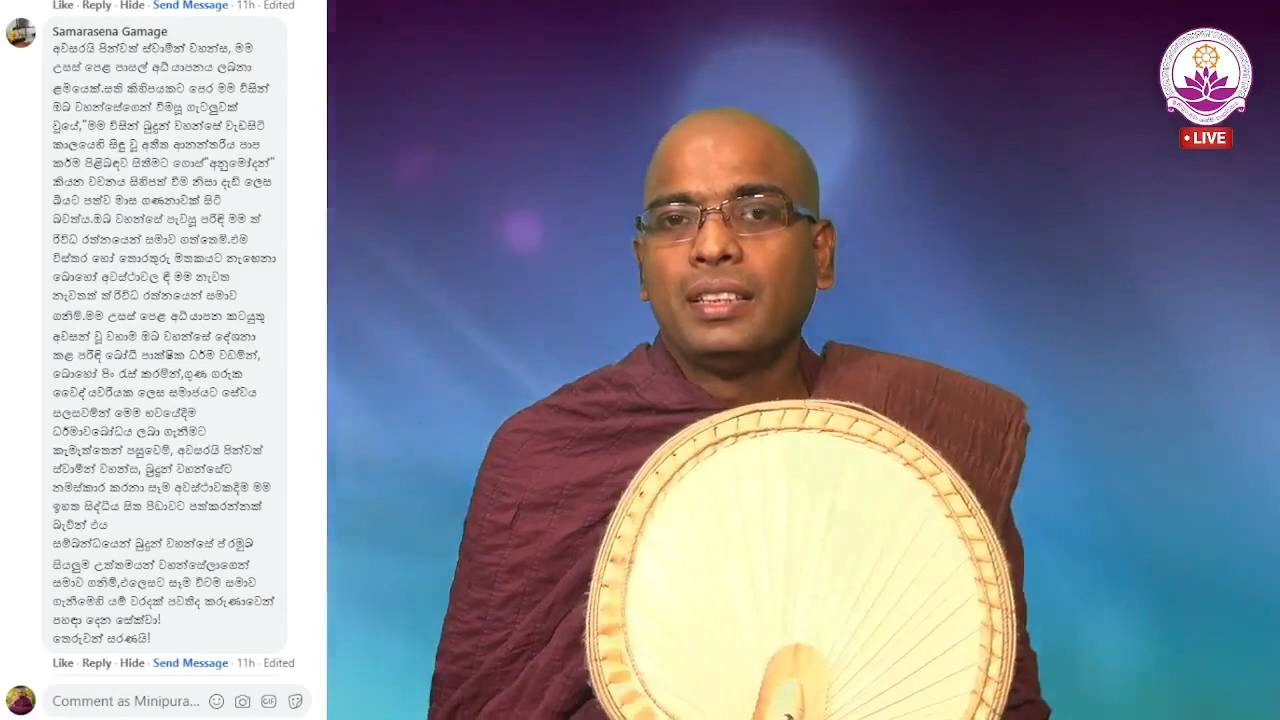 Like · Reply · Hide · Send Message · 11h · Edited
Samarasena Gamage
අවසරයි පින්වත් ස්වාමීන් වහන්ස, මම
උසස් පෙළ පාසල් අධ්‍යාපනය ලබනා
ළමයෙක්.සති කිහිපයකට පෙර මම විසින්
ඔබ වහන්සේගෙන් විමසූ ගැටලුවක්
වූයේ,"මම විසින් බුදුන් වහන්සේ වැඩසිටි
කාලයෙහි සිඳු වූ අතීත ආනන්තරීය පාප
කර්ම පිළිබඳව සිතීමට ගොස්"අනුමෝදන්"
කියන වචනය සිහිපත් වීම නිසා දැඩි ලෙස
බියට පත්ව මාස ගණනාවක් සිටි
බවත්ය.ඔබ වහන්සේ පැවසූ පරිඳි මම ත්
රිවිධ රත්නයෙන් සමාව ගත්තෙමි.එම
විස්තර හෝ තොරතුරු මතකයට නැඟෙනා
බොහෝ අවස්ථාවල දී මම නැවත
නැවතත් ත්‍රිවිධ රත්නයෙන් සමාව
ගනිමි.මම උසස් පෙළ අධ්‍යාපන කටයුතු
අවසන් වූ වහාම ඔබ වහන්සේ දේශනා
කළ පරිඳි බෝධි පාක්ෂික ධර්ම වඩමින්,
බොහෝ පිං රැස් කරමින්,ගුණ ගරුක
වෛද්‍යවරියක ලෙස සමාජයට සේවය
සලසවමින් මෙම භවයේදීම
ධර්මාවබෝධය ලබා ගැනීමට
කැමැත්තෙන් පසුවෙමි, අවසරයි පින්වත්
ස්වාමීන් වහන්ස, බුදුන් වහන්සේට
නමස්කාර කරනා සෑම අවස්ථාවකදීම මම
ඉහත සිද්ධිය සිත පීඩාවට පත්කරන්නක්
බැවින් එය
සම්බන්ධයෙන් බුදුන් වහන්සේ ප්‍රමුඛ
සියලුම උත්තමයන් වහන්සේලාගෙන්
සමාව ගනිමි,එලෙසට සෑම විටම සමාව
ගැනීමෙහි යම් වරදක් පවතිද කරුණාවෙන්
පහඳා දෙන සේක්වා!
තෙරුවන් සරණයි!
Like · Reply · Hide · Send Message · 11h · Edited
Comment as Minipura...
GIF
LIVE